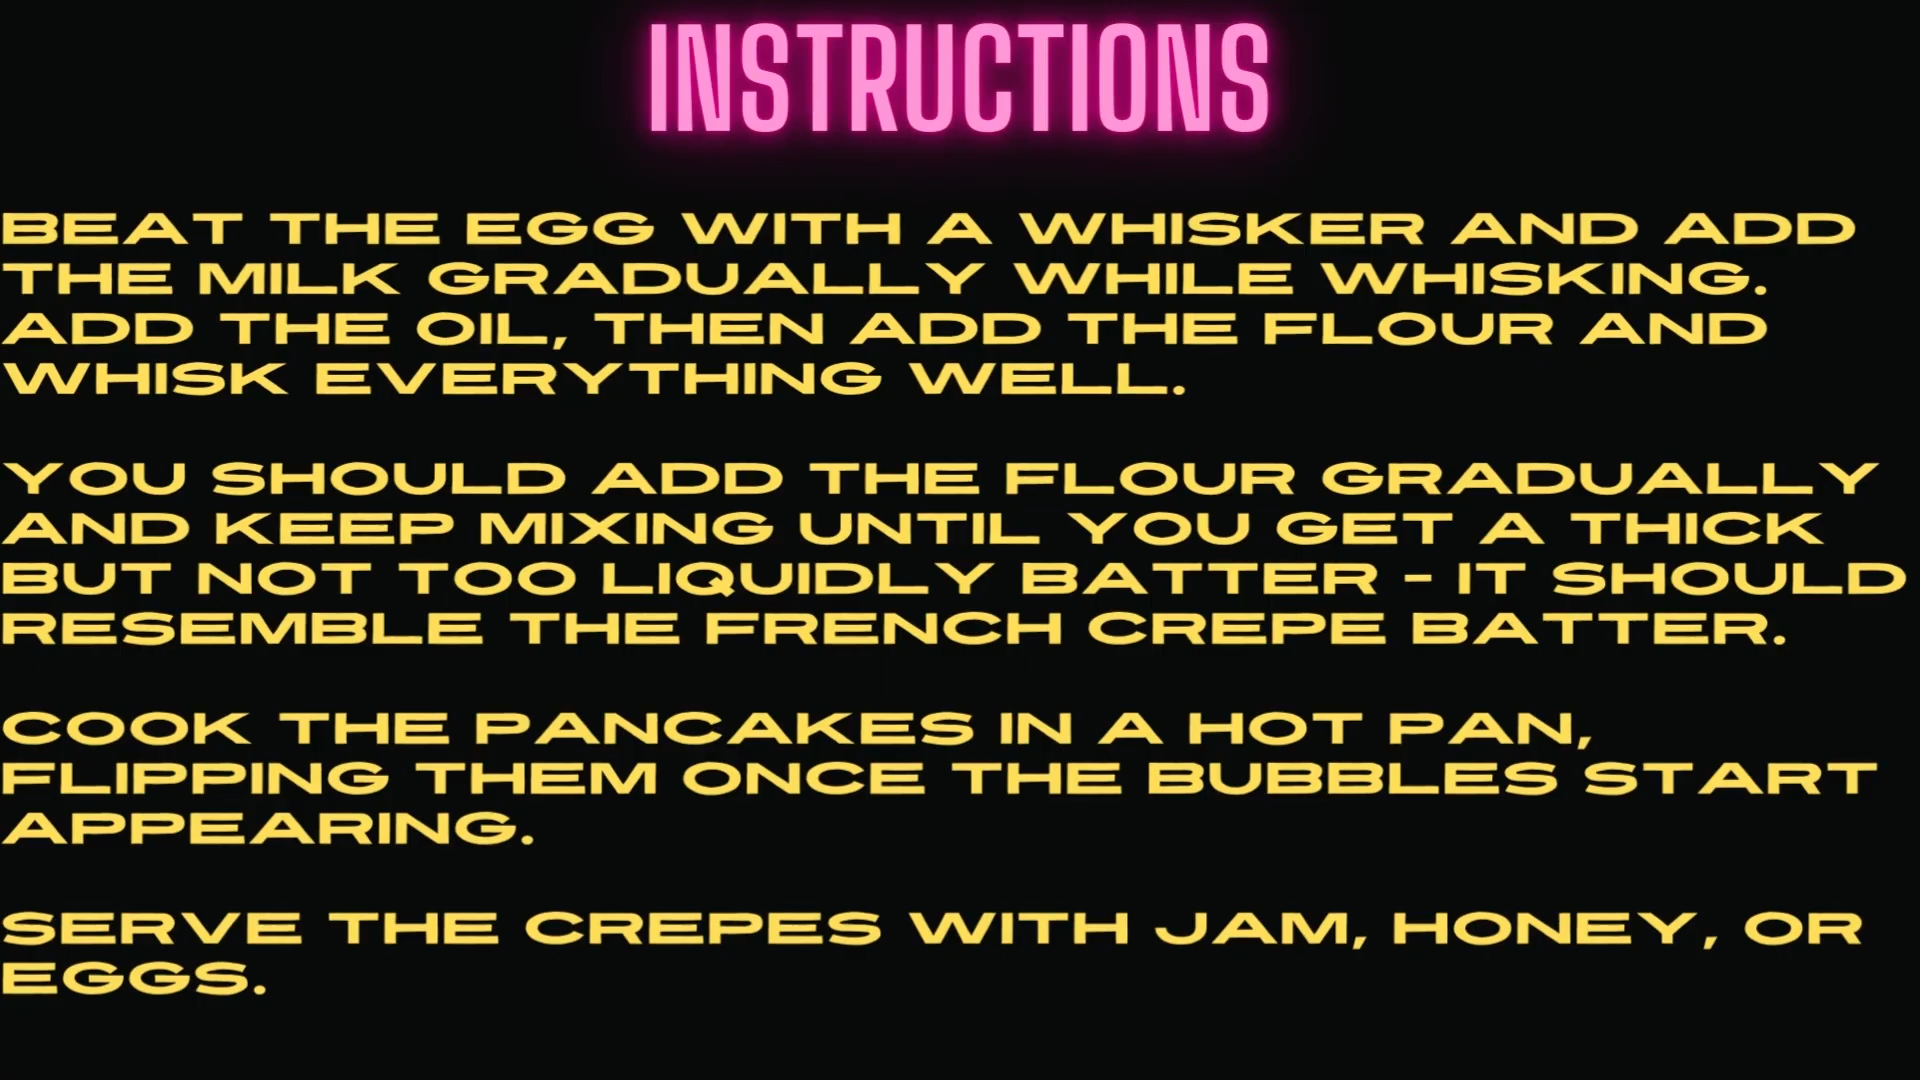 INSTRUCTIONS
BEAT THE EGG WITH A WHISKER AND ADD
THE MILK GRADUALLY WHILE WHISKING.
ADD THE OIL, THEN ADD THE FLOUR AND
WHISK EVERYTHING WELL.
YOU SHOULD ADD THE FLOUR GRADUALLY
AND KEEP MIXING UNTIL YOU GET A THICK
BUT NOT TOO LIQUIDLY BATTER - IT SHOULD
RESEMBLE THE FRENCH CREPE BATTER.
COOK THE PANCAKES IN A HOT PAN,
FLIPPING THEM ONCE THE BUBBLES START
APPEARING.
SERVE THE CREPES WITH JAM, HONEY, OR
EGGS.